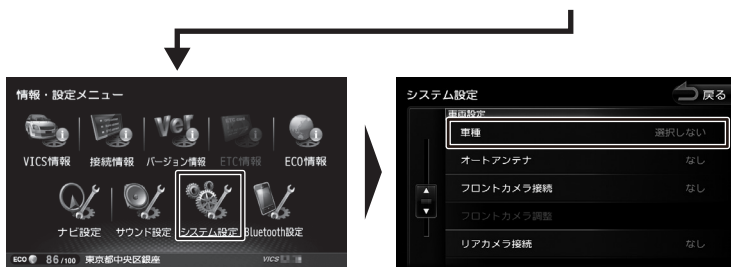 情報・設定メニュー
VICS情報 接続情報 バージョン情報 ETC情報 ECO情報
ナビ設定 サウンド設定 システム設定 Bluetooth設定
ECO 86/100 東京都中央区銀座 VICS
システム設定 戻る
車両設定
車種 選択しない
オートアンテナ なし
フロントカメラ接続 なし
フロントカメラ調整
リアカメラ接続 なし